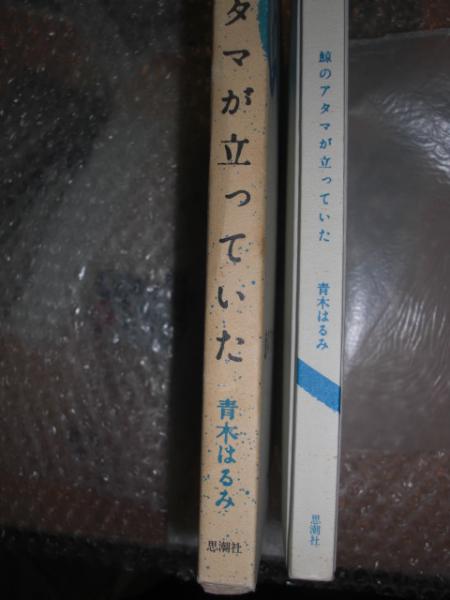 タマが立っていた
青木はるみ
思潮社
鯨のアタマが立っていた
青木はるみ
思潮社